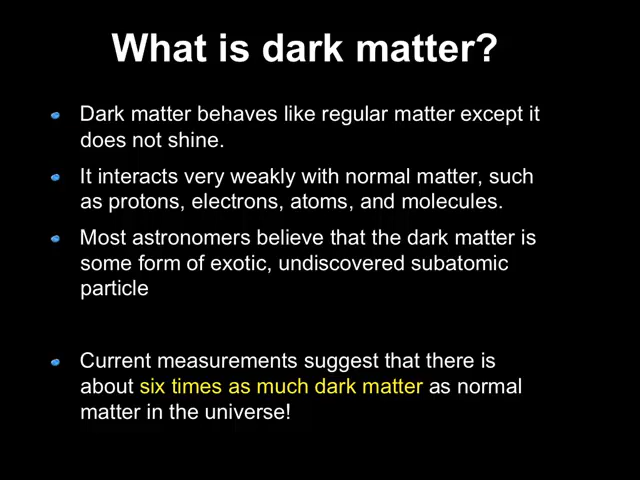 What is dark matter?
Dark matter behaves like regular matter except it
does not shine.
It interacts very weakly with normal matter, such
as protons, electrons, atoms, and molecules.
Most astronomers believe that the dark matter is
some form of exotic, undiscovered subatomic
particle
Current measurements suggest that there is
about six times as much dark matter as normal
matter in the universe!